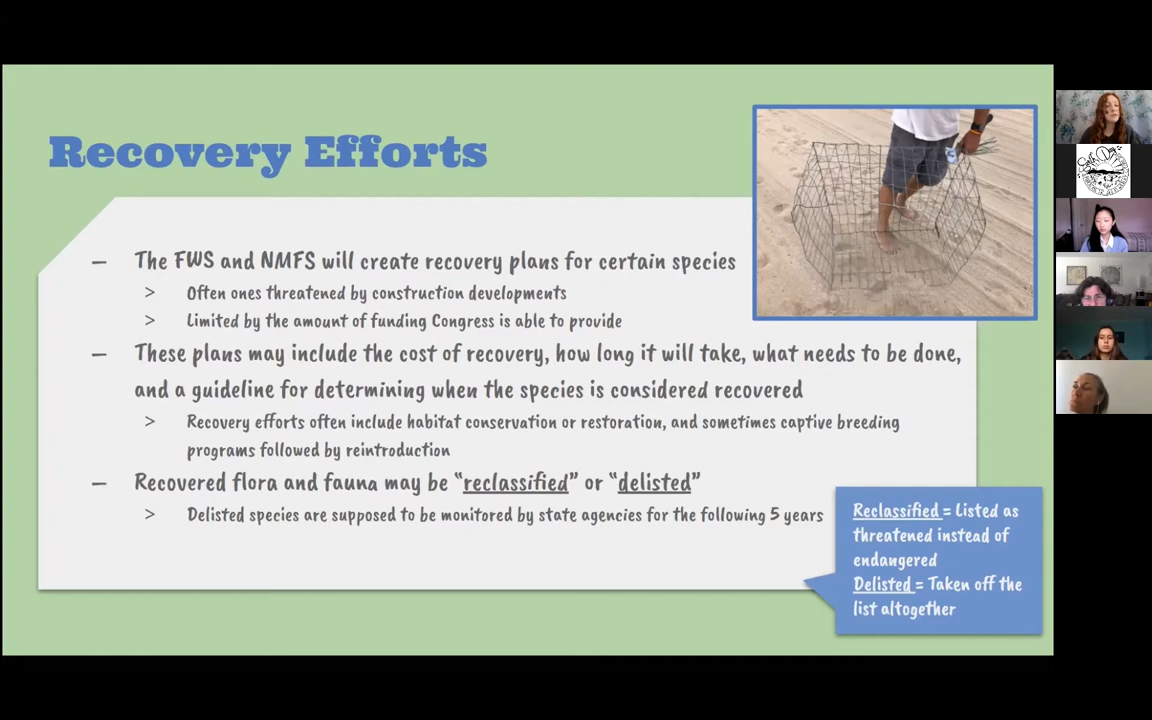 Recovery Efforts
– The FWS and NMFS will create recovery plans for certain species
> Often ones threatened by construction developments
> Limited by the amount of funding Congress is able to provide
– These plans may include the cost of recovery, how long it will take, what needs to be done,
and a guideline for determining when the species is considered recovered
> Recovery efforts often include habitat conservation or restoration, and sometimes captive breeding
programs followed by reintroduction
– Recovered flora and fauna may be “reclassified” or “delisted”
> Delisted species are supposed to be monitored by state agencies for the following 5 years
Reclassified = Listed as
threatened instead of
endangered
Delisted = Taken off the
list altogether